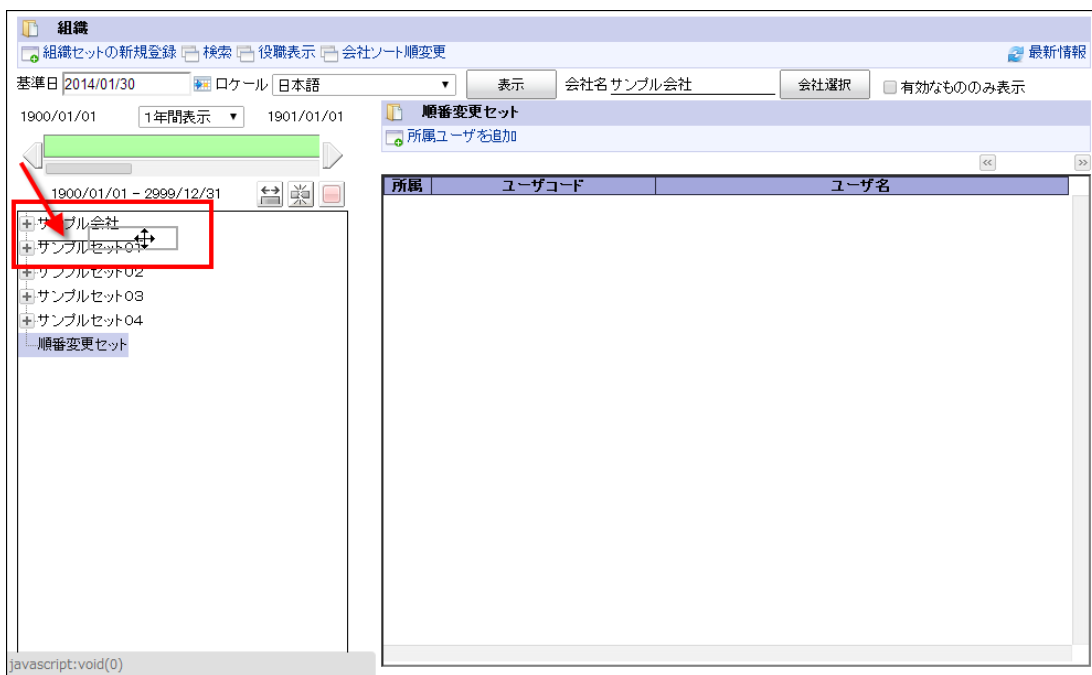 組織
組織セットの新規登録 検索 役職表示 会社ソート順変更 最新情報
基準日 2014/01/30 ロケール 日本語 表示 会社名 サンプル会社 会社選択 有効なもののみ表示
1900/01/01 1年間表示 1901/01/01
順番変更セット
所属ユーザを追加
1900/01/01 - 2999/12/31
所属 ユーザコード ユーザ名
サンプル会社
サンプルセット01
サンプルセット02
サンプルセット03
サンプルセット04
順番変更セット
javascript:void(0)